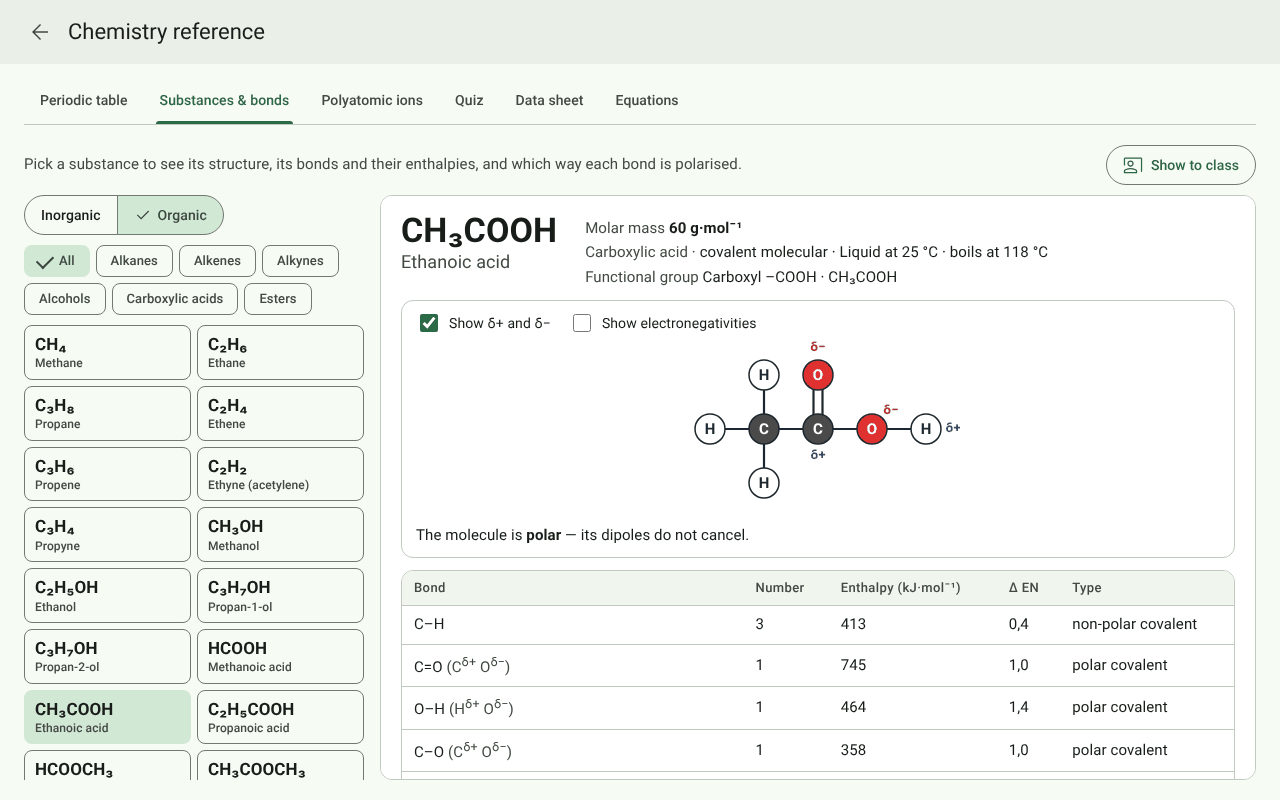 Chemistry reference
Periodic table
Substances & bonds
Polyatomic ions
Quiz
Data sheet
Equations
Pick a substance to see its structure, its bonds and their enthalpies, and which way each bond is polarised.
Show to class
Inorganic
Organic
All
Alkanes
Alkenes
Alkynes
Alcohols
Carboxylic acids
Esters
CH₄
Methane
C₂H₆
Ethane
C₃H₈
Propane
C₂H₄
Ethene
C₃H₆
Propene
C₂H₂
Ethyne (acetylene)
C₃H₄
Propyne
CH₃OH
Methanol
C₂H₅OH
Ethanol
C₃H₇OH
Propan-1-ol
C₃H₇OH
Propan-2-ol
HCOOH
Methanoic acid
CH₃COOH
Ethanoic acid
C₂H₅COOH
Propanoic acid
HCOOCH₃
CH₃COOCH₃
CH₃COOH
Ethanoic acid
Molar mass 60 g·mol⁻¹
Carboxylic acid · covalent molecular · Liquid at 25 °C · boils at 118 °C
Functional group Carboxyl –COOH · CH₃COOH
Show δ+ and δ−
Show electronegativities
δ−
H O
δ−
H C C O H δ+
δ+
H
The molecule is polar — its dipoles do not cancel.
Bond Number Enthalpy (kJ·mol⁻¹) Δ EN Type
C–H 3 413 0,4 non-polar covalent
C=O (Cᵟ⁺ Oᵟ⁻) 1 745 1,0 polar covalent
O–H (Hᵟ⁺ Oᵟ⁻) 1 464 1,4 polar covalent
C–O (Cᵟ⁺ Oᵟ⁻) 1 358 1,0 polar covalent